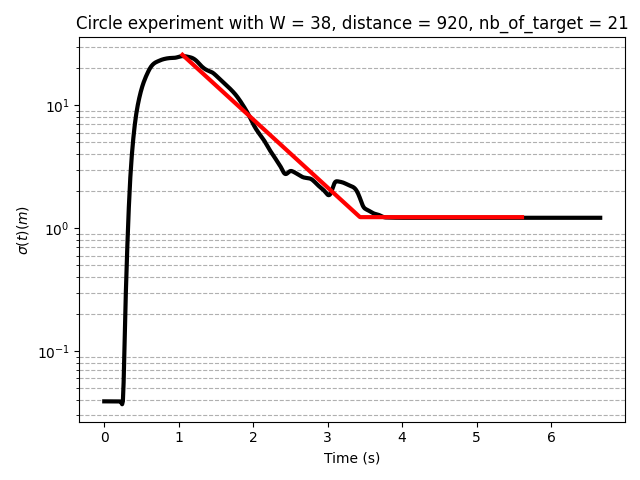 Circle experiment with W = 38, distance = 920, nb_of_target = 21
σ(t)(m)
10¹
10⁰
10⁻¹
0 1 2 3 4 5 6
Time (s)